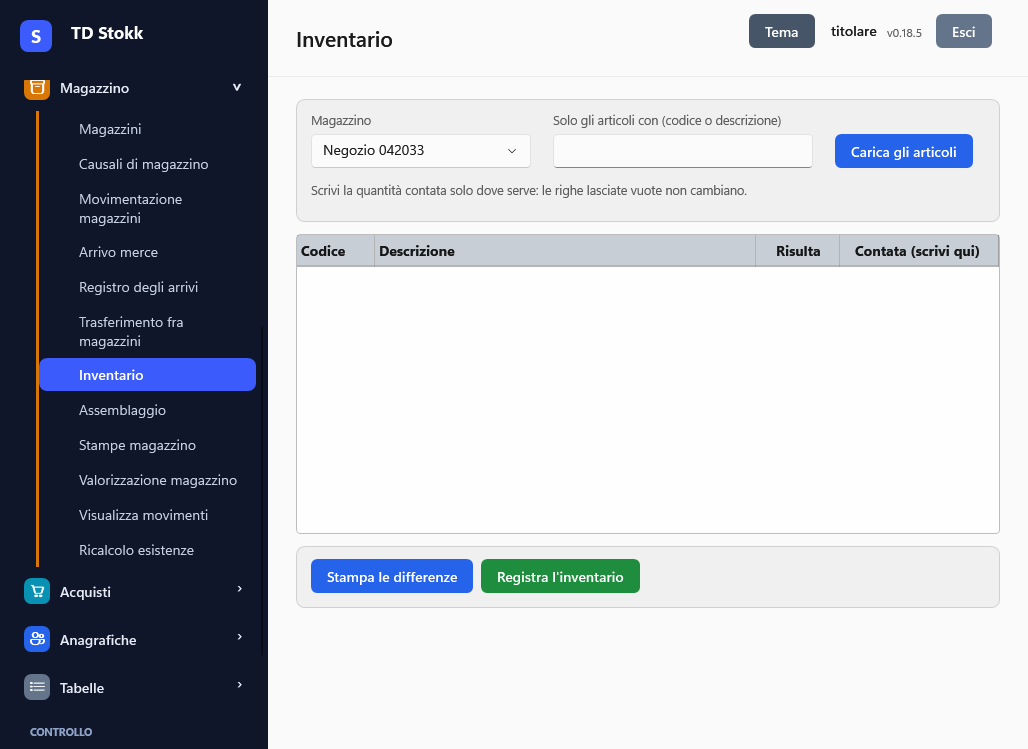 S
TD Stokk
Magazzino
Magazzini
Causali di magazzino
Movimentazione
magazzini
Arrivo merce
Registro degli arrivi
Trasferimento fra
magazzini
Inventario
Assemblaggio
Stampe magazzino
Valorizzazione magazzino
Visualizza movimenti
Ricalcolo esistenze
Acquisti
Anagrafiche
Tabelle
CONTROLLO
Inventario
Tema
titolare
v0.18.5
Esci
Magazzino
Solo gli articoli con (codice o descrizione)
Negozio 042033
Carica gli articoli
Scrivi la quantità contata solo dove serve: le righe lasciate vuote non cambiano.
Codice
Descrizione
Risulta
Contata (scrivi qui)
Stampa le differenze
Registra l'inventario